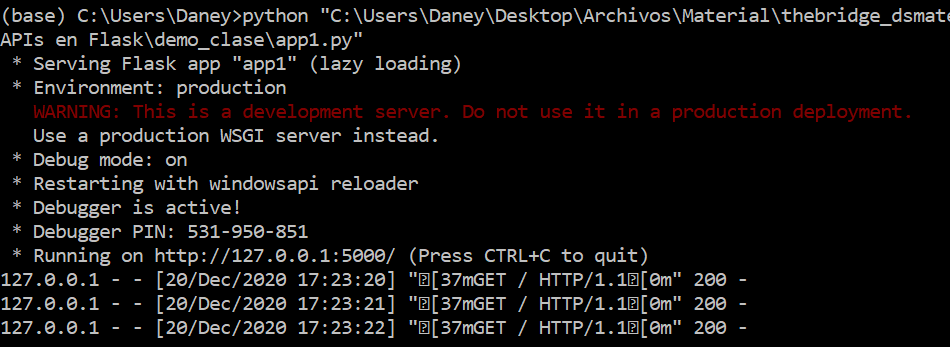 (base) C:\Users\Daney>python "C:\Users\Daney\Desktop\Archivos\Material\thebridge_dsmate
APIs en Flask\demo_clase\app1.py"
 * Serving Flask app "app1" (lazy loading)
 * Environment: production
   WARNING: This is a development server. Do not use it in a production deployment.
   Use a production WSGI server instead.
 * Debug mode: on
 * Restarting with windowsapi reloader
 * Debugger is active!
 * Debugger PIN: 531-950-851
 * Running on http://127.0.0.1:5000/ (Press CTRL+C to quit)
127.0.0.1 - - [20/Dec/2020 17:23:20] "[37mGET / HTTP/1.1[0m" 200 -
127.0.0.1 - - [20/Dec/2020 17:23:21] "[37mGET / HTTP/1.1[0m" 200 -
127.0.0.1 - - [20/Dec/2020 17:23:22] "[37mGET / HTTP/1.1[0m" 200 -